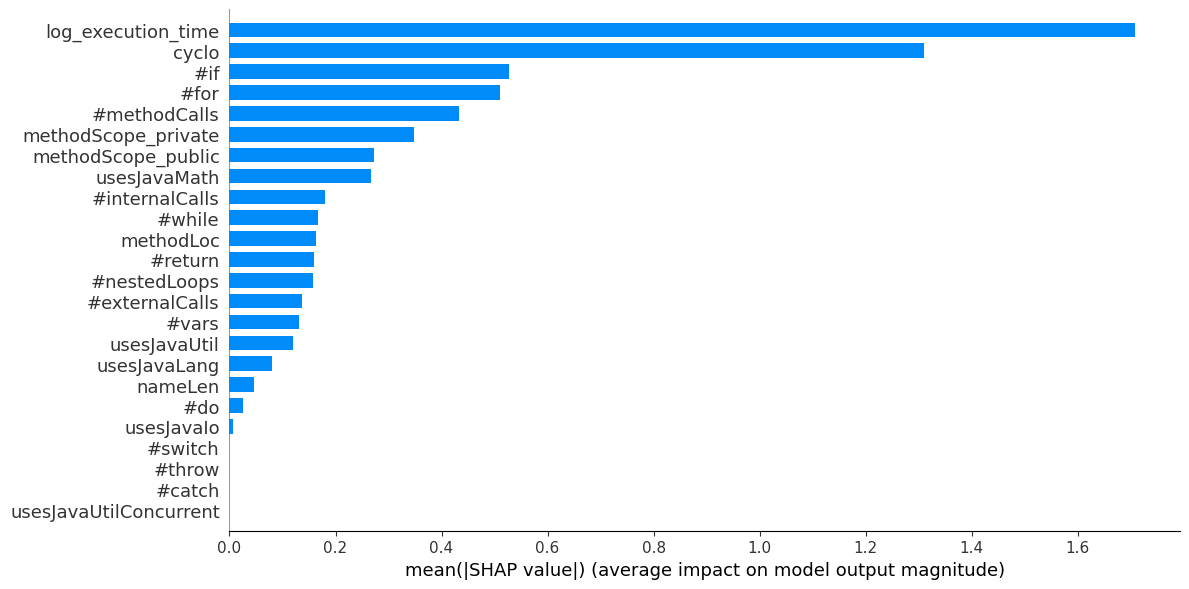 log_execution_time
cyclo
#if
#for
#methodCalls
methodScope_private
methodScope_public
usesJavaMath
#internalCalls
#while
methodLoc
#return
#nestedLoops
#externalCalls
#vars
usesJavaUtil
usesJavaLang
nameLen
#do
usesJavaIo
#switch
#throw
#catch
usesJavaUtilConcurrent
0.0 0.2 0.4 0.6 0.8 1.0 1.2 1.4 1.6
mean(|SHAP value|) (average impact on model output magnitude)